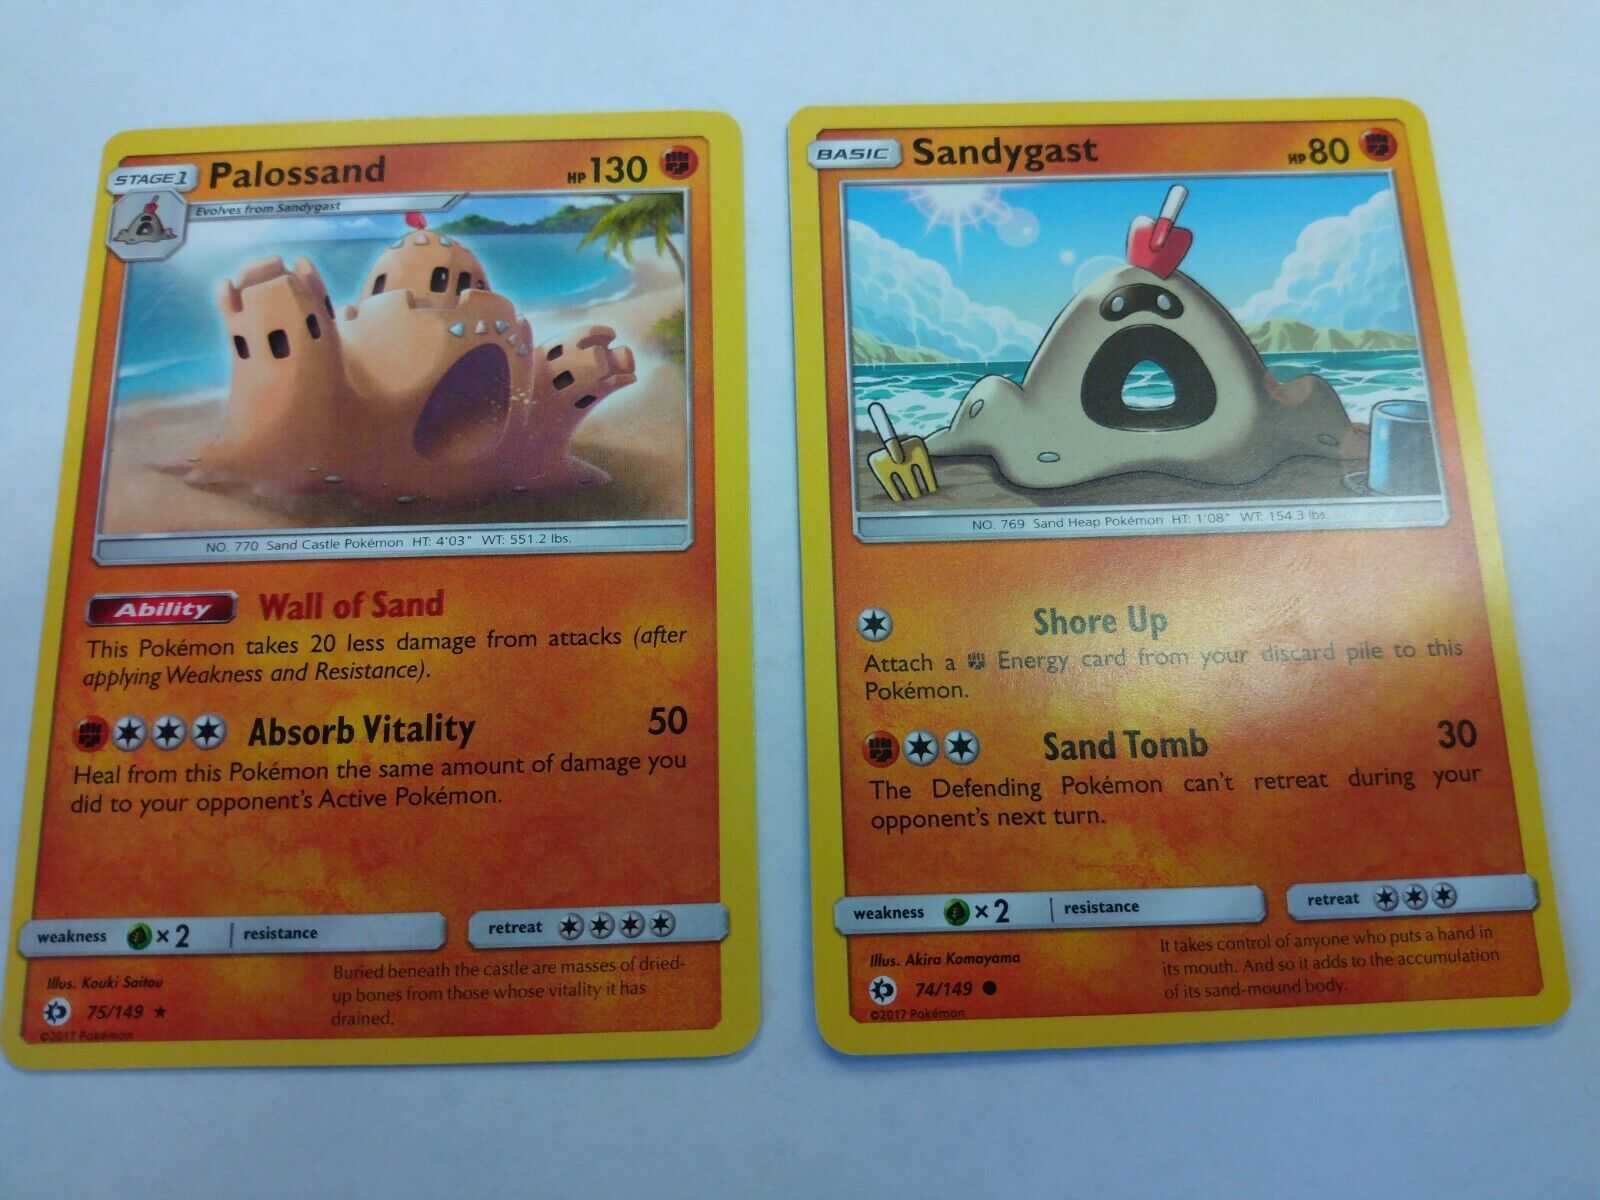 STAGE 1 Palossand HP 130
Evolves from Sandygast
NO. 770 Sand Castle Pokémon HT: 4'03" WT: 551.2 lbs.
Ability Wall of Sand
This Pokémon takes 20 less damage from attacks (after
applying Weakness and Resistance).
Absorb Vitality 50
Heal from this Pokémon the same amount of damage you
did to your opponent's Active Pokémon.
weakness ×2 resistance retreat
Illus. Kouki Saitou
75/149 ★
©2017 Pokémon
Buried beneath the castle are masses of dried-
up bones from those whose vitality it has
drained.
BASIC Sandygast HP 80
NO. 769 Sand Heap Pokémon HT: 1'08" WT: 154.3 lbs.
Shore Up
Attach a Energy card from your discard pile to this
Pokémon.
Sand Tomb 30
The Defending Pokémon can't retreat during your
opponent's next turn.
weakness ×2 resistance retreat
Illus. Akira Komayama
74/149 ●
©2017 Pokémon
It takes control of anyone who puts a hand in
its mouth. And so it adds to the accumulation
of its sand-mound body.